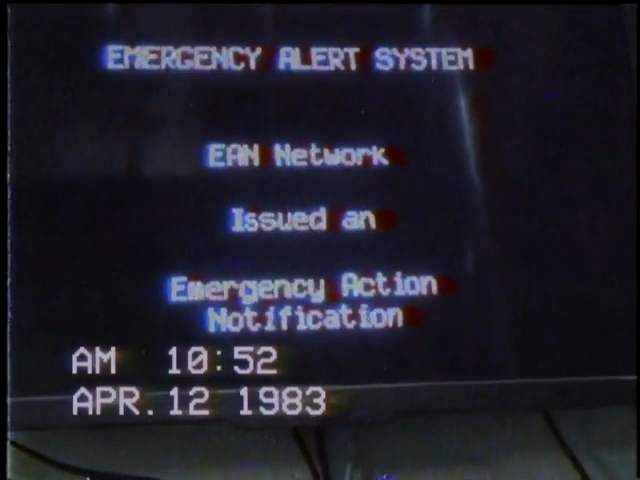 EMERGENCY ALERT SYSTEM
EAN Network
Issued an
Emergency Action
Notification
AM 10:52
APR.12 1983